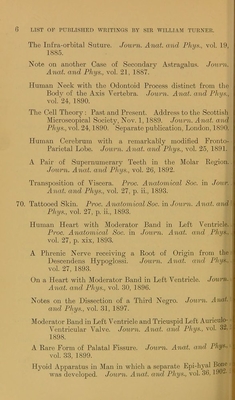 6 LIST OF PUBLISHED WRITINGS BY SIR WILLIAM TURNER.
The Infra-orbital Suture. Journ. Anat. and Phys., vol. 19,
1885.
Note on another Case of Secondary Astragalus. Journ.
Anat. and Phys., vol. 21, 1887.
Human Neck with the Odontoid Process distinct from the
Body of the Axis Vertebra. Journ. Anat. and Phys.,
vol. 24, 1890.
The Cell Theory: Past and Present. Address to the Scottish
Microscopical Society, Nov. 1, 1889. Journ. Anat. and
Phys., vol. 24, 1890. Separate publication, London, 1890.
Human Cerebrum with a remarkably modified Fronto-
Parietal Lobe. Journ. Anat. and Phys., vol. 25, 1891.
A Pair of Supernumerary Teeth in the Molar Region.
Journ. Anat. and Phys., vol. 26, 1892.
Transposition of Viscera. Proc. Anatomical Soc. in Journ.
Anat. and Phys., vol. 27, p. ii., 1893.
70. Tattooed Skin. Proc. Anatomical Soc. in Journ. Anat. and
Phys., vol. 27, p. ii., 1893.
Human Heart with Moderator Band in Left Ventricle.
Proc. Anatomical Soc. in Journ. Anat. and Phys.,
vol. 27, p. xix, 1893.
A Phrenic Nerve receiving a Root of Origin from the
Descendens Hypoglossi. Journ. Anat. and Phys.,
vol. 27, 1893.
On a Heart with Moderator Band in Left Ventricle. Journ.
Anat. and Phys., vol. 30, 1896.
Notes on the Dissection of a Third Negro. Journ. Anat.
and Phys., vol. 31, 1897.
Moderator Band in Left Ventricle and Tricuspid Left Auriculo-
Ventricular Valve. Journ. Anat. and Phys., vol. 32,
1898.
A Rare Form of Palatal Fissure. Journ. Anat. and Phys.,
vol. 33, 1899.
Hyoid Apparatus in Man in which a separate Epi-hyal Bone
was developed. Journ. Anat. and Phys., vol. 36, 1902.